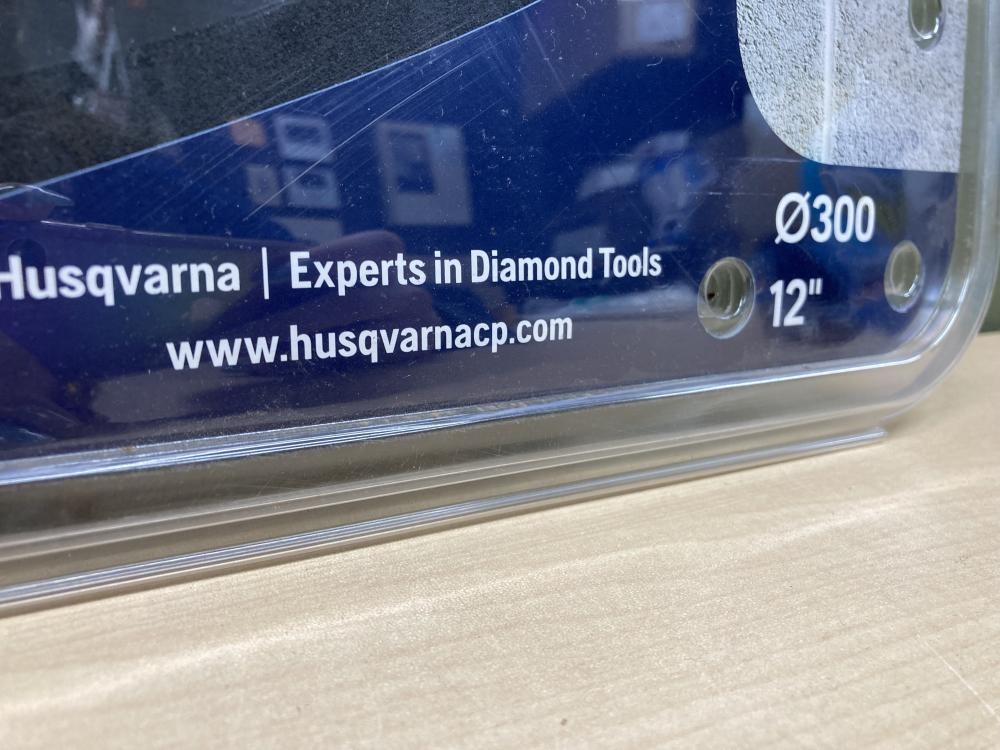 Husqvarna | Experts in Diamond Tools
www.husqvarnacp.com
Ø300
12"